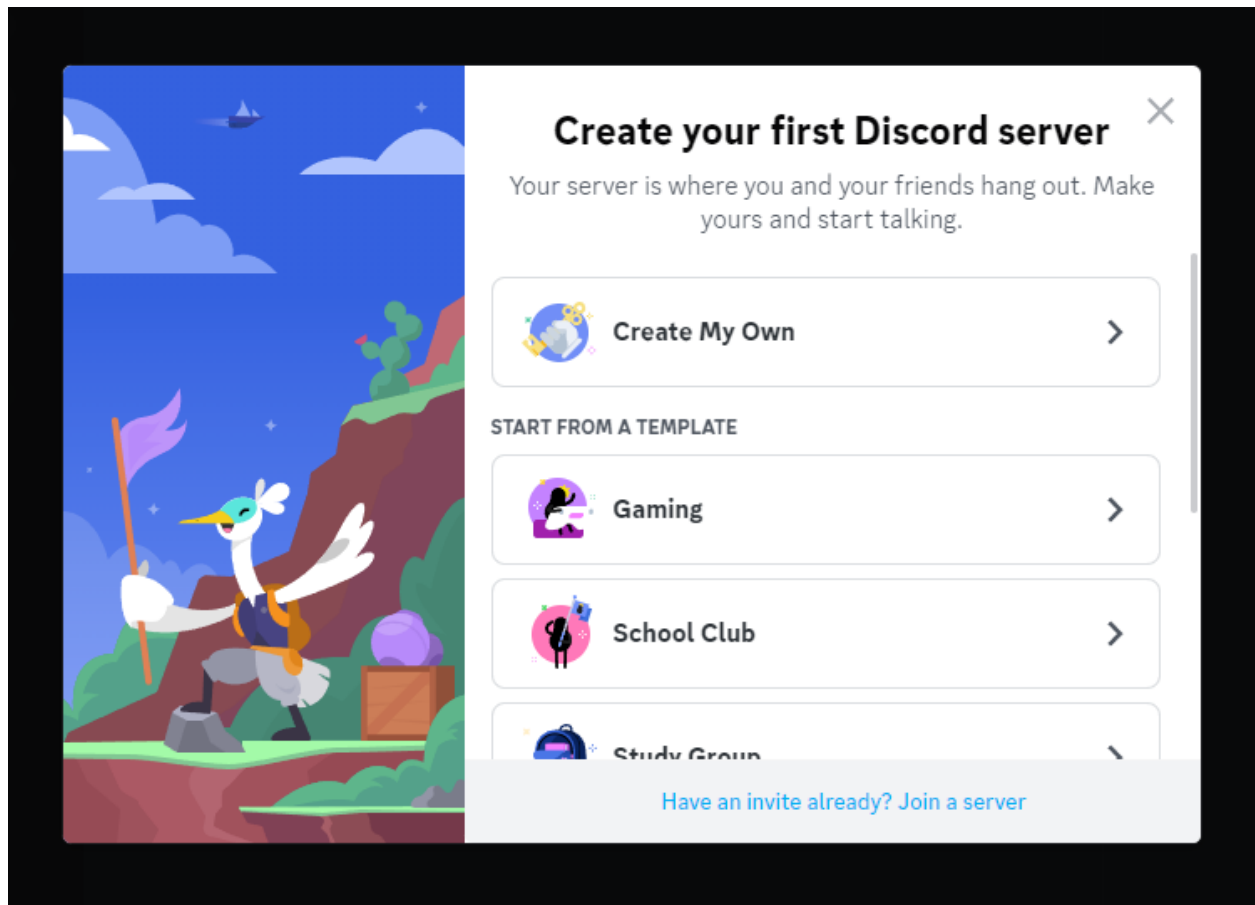 Create your first Discord server
Your server is where you and your friends hang out. Make
yours and start talking.
Create My Own
START FROM A TEMPLATE
Gaming
School Club
Study Group
Have an invite already? Join a server